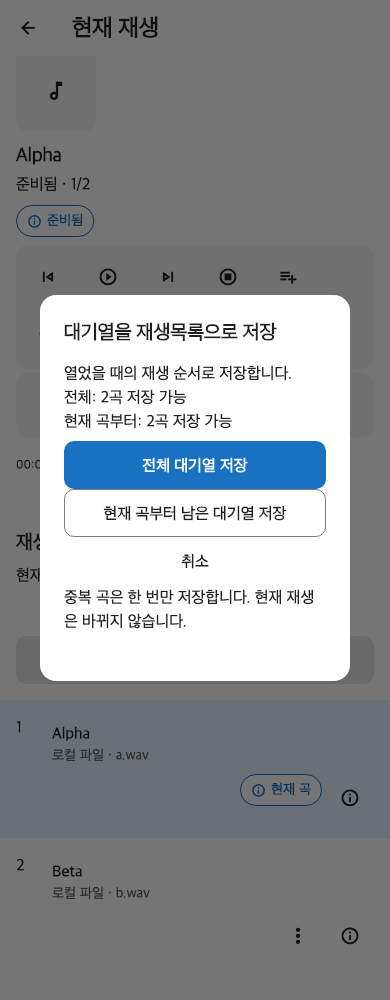 현재 재생
Alpha
준비됨 · 1/2
준비됨
대기열을 재생목록으로 저장
열었을 때의 재생 순서로 저장합니다.
전체: 2곡 저장 가능
현재 곡부터: 2곡 저장 가능
전체 대기열 저장
00:0
현재 곡부터 남은 대기열 저장
재생
취소
현재
중복 곡은 한 번만 저장합니다. 현재 재생
은 바뀌지 않습니다.
1
Alpha
로컬 파일 · a.wav
현재 곡
2
Beta
로컬 파일 · b.wav